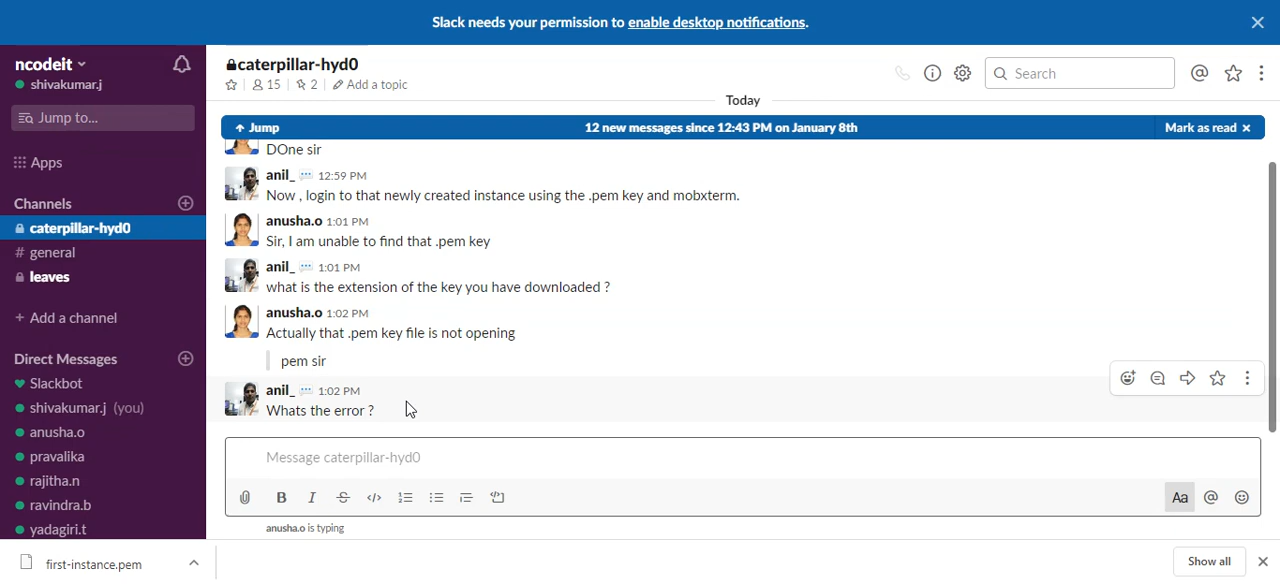 Slack needs your permission to enable desktop notifications.
ncodeit
shivakumar.j
Jump to...
Apps
Channels
caterpillar-hyd0
# general
leaves
+ Add a channel
Direct Messages
Slackbot
shivakumar.j (you)
anusha.o
pravalika
rajitha.n
ravindra.b
yadagiri.t
caterpillar-hyd0
15 | 2 | Add a topic
Search
Today
↑ Jump
12 new messages since 12:43 PM on January 8th
Mark as read ×
DOne sir
anil_ 12:59 PM
Now , login to that newly created instance using the .pem key and mobxterm.
anusha.o 1:01 PM
Sir, I am unable to find that .pem key
anil_ 1:01 PM
what is the extension of the key you have downloaded ?
anusha.o 1:02 PM
Actually that .pem key file is not opening
pem sir
anil_ 1:02 PM
Whats the error ?
Message caterpillar-hyd0
B I S </> Aa @
anusha.o is typing
first-instance.pem
Show all